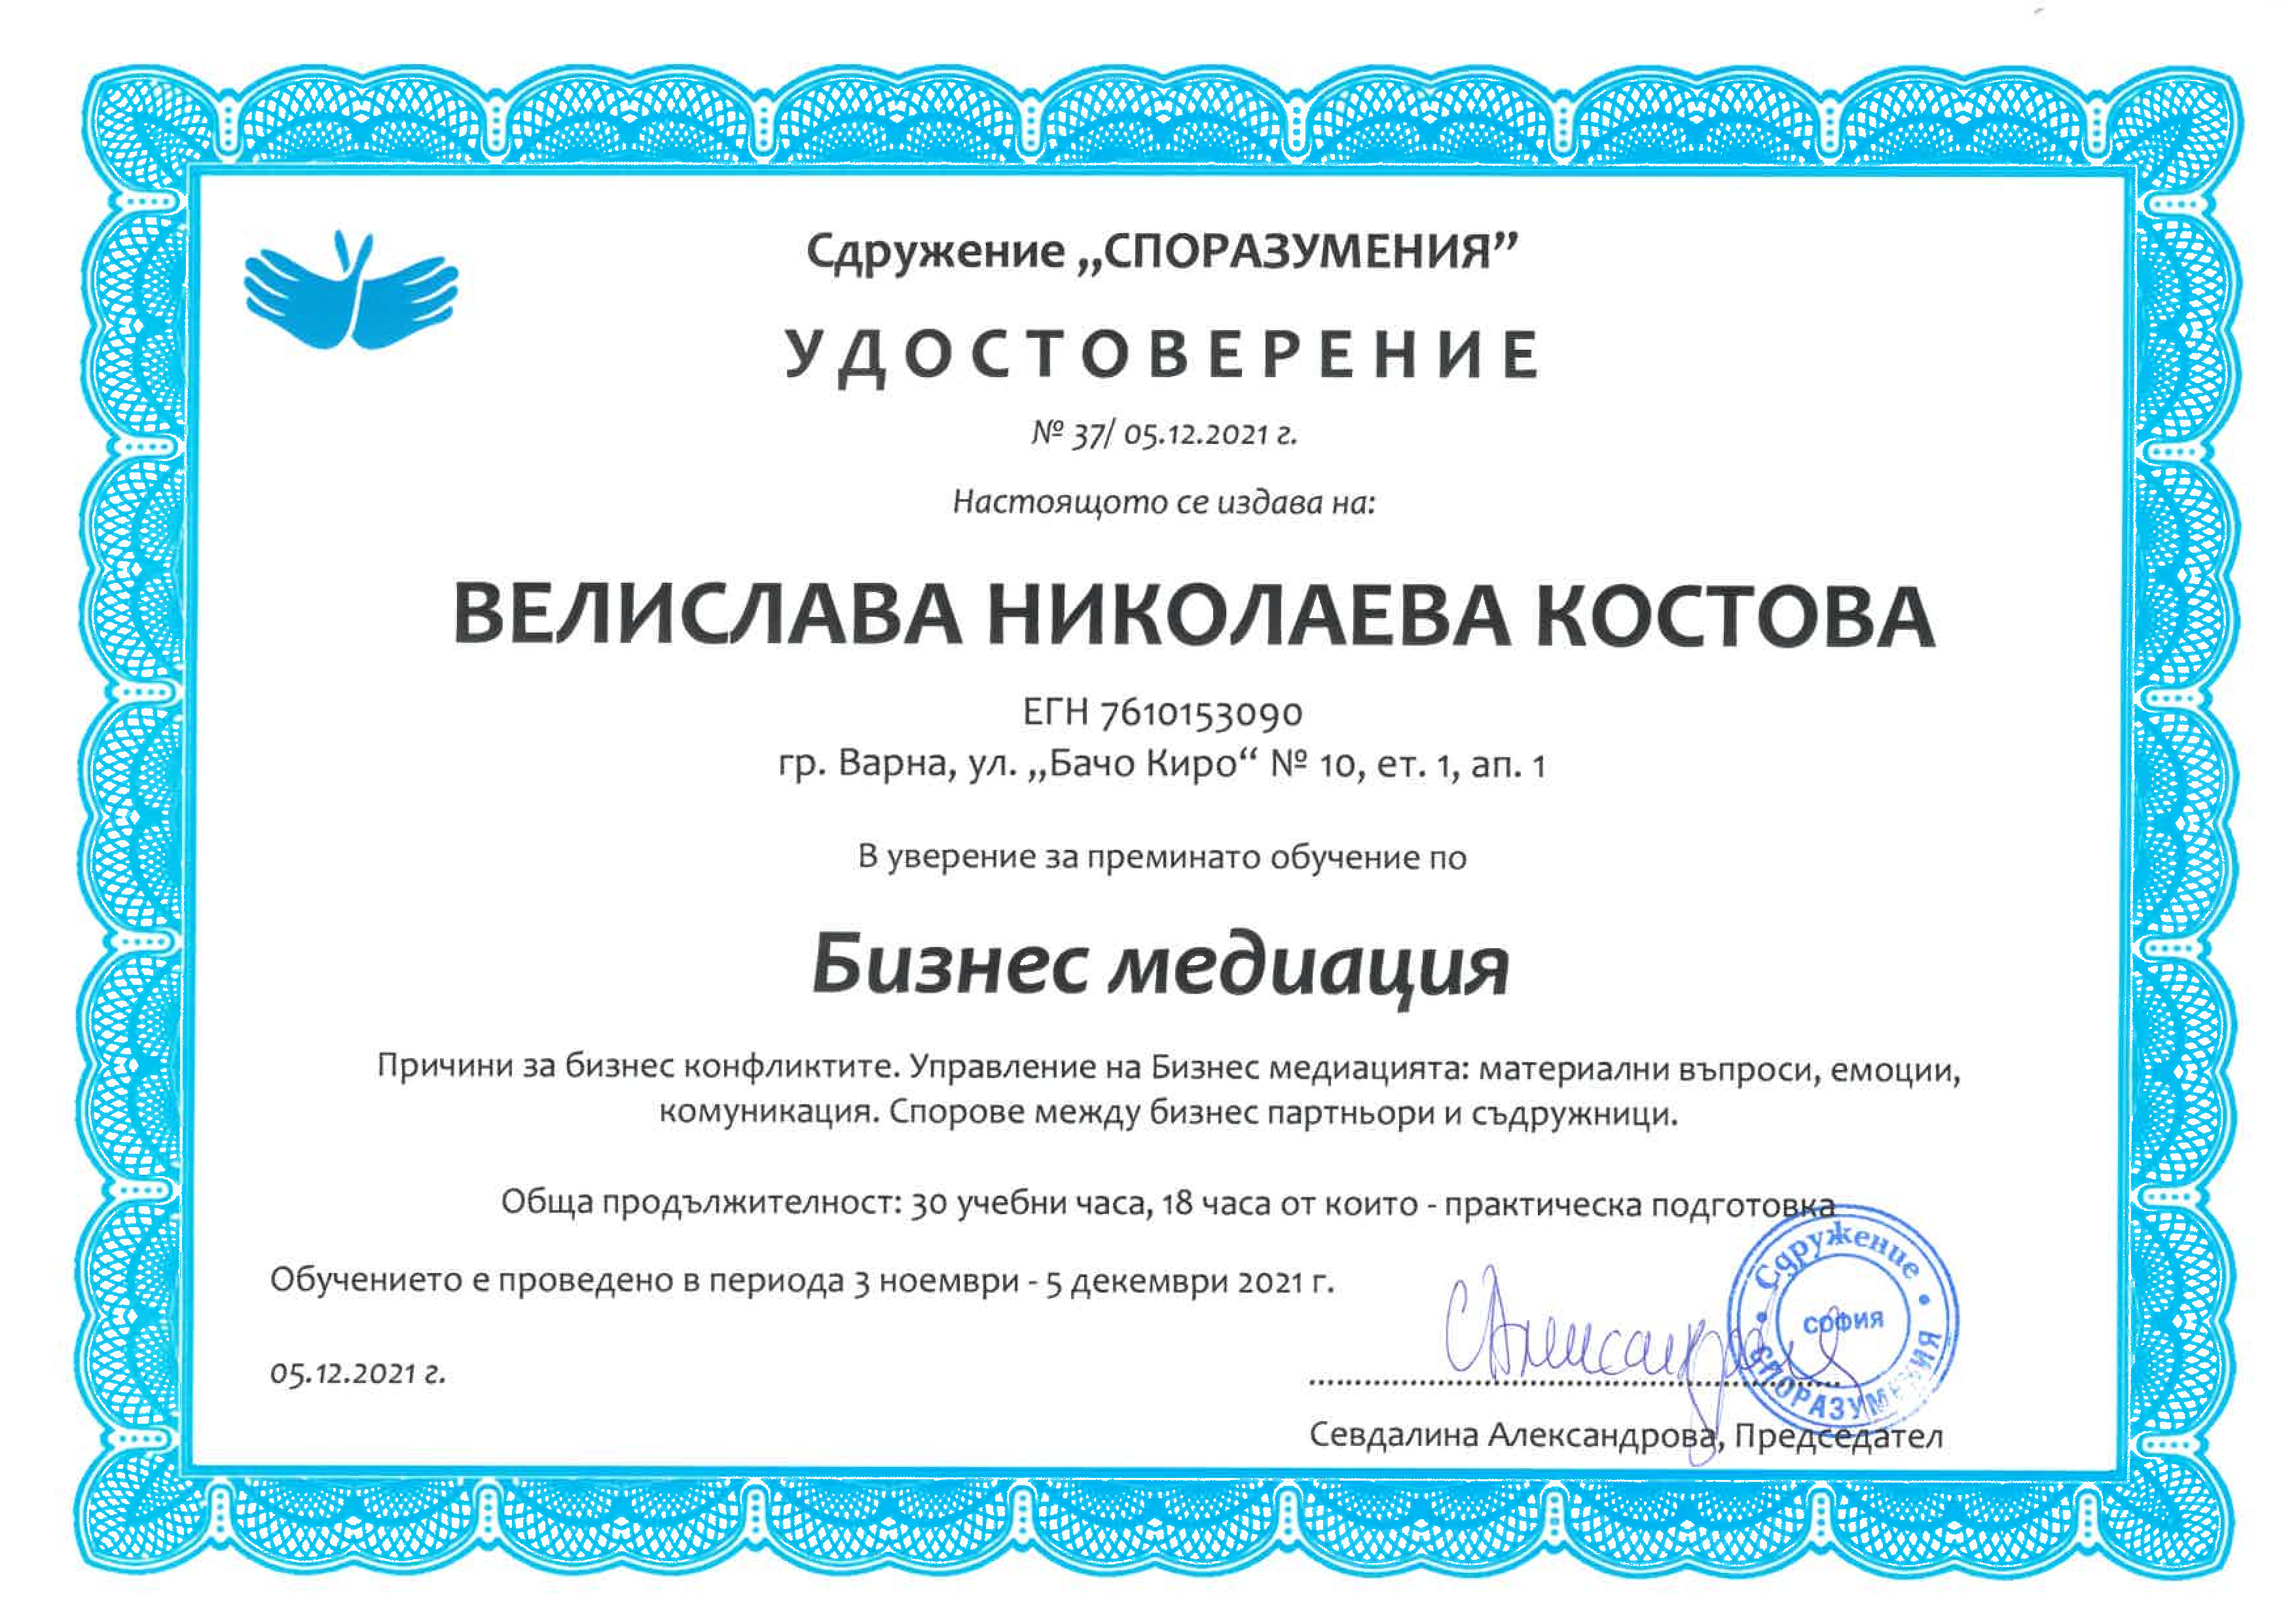 Сдружение „СПОРАЗУМЕНИЯ”
УДОСТОВЕРЕНИЕ
№ 37/ 05.12.2021 г.
Настоящото се издава на:
ВЕЛИСЛАВА НИКОЛАЕВА КОСТОВА
ЕГН 7610153090
гр. Варна, ул. „Бачо Киро“ № 10, ет. 1, ап. 1
В уверение за преминато обучение по
Бизнес медиация
Причини за бизнес конфликтите. Управление на Бизнес медиацията: материални въпроси, емоции,
комуникация. Спорове между бизнес партньори и съдружници.
Обща продължителност: 30 учебни часа, 18 часа от които - практическа подготовка
Обучението е проведено в периода 3 ноември - 5 декември 2021 г.
Сдружение
СОФИЯ
СПОРАЗУМЕНИЯ
05.12.2021 г.
Севдалина Александрова, Председател